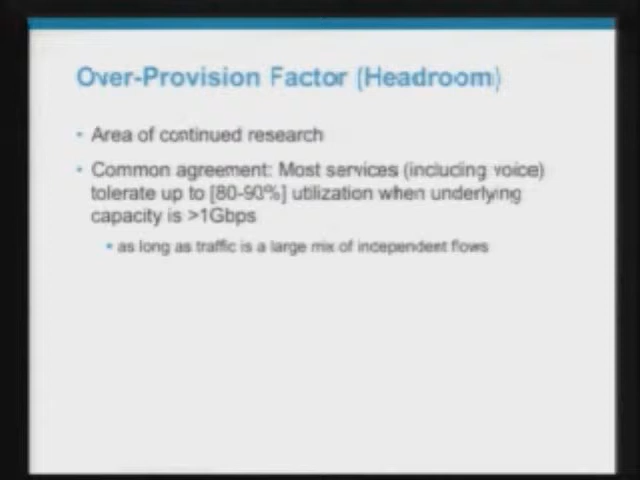 Over-Provision Factor (Headroom)
• Area of continued research
• Common agreement: Most services (including voice)
tolerate up to [80-90%] utilization when underlying
capacity is >1Gbps
• as long as traffic is a large mix of independent flows